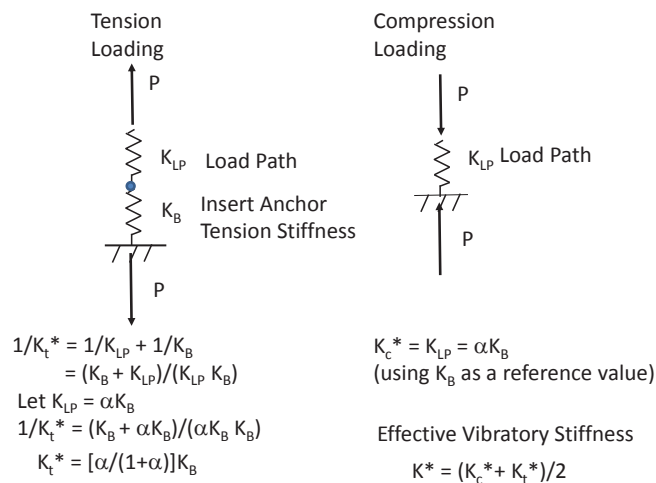 Tension
Loading
P
K_LP Load Path
K_B Insert Anchor
Tension Stiffness
P
1/K_t* = 1/K_LP + 1/K_B
= (K_B + K_LP)/(K_LP K_B)
Let K_LP = αK_B
1/K_t* = (K_B + αK_B)/(αK_B K_B)
K_t* = [α/(1+α)]K_B
Compression
Loading
P
K_LP Load Path
P
K_c* = K_LP = αK_B
(using K_B as a reference value)
Effective Vibratory Stiffness
K* = (K_c*+ K_t*)/2